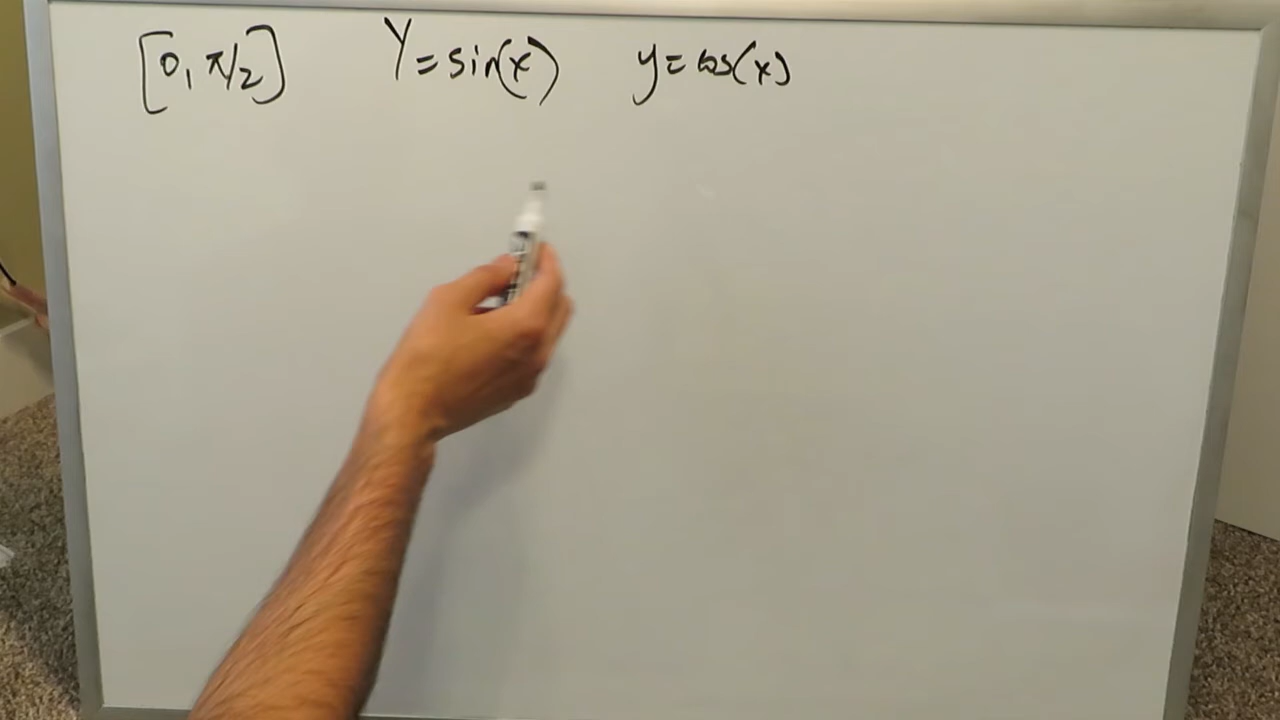 [0, π/2] Y=sin(x) y=cos(x)